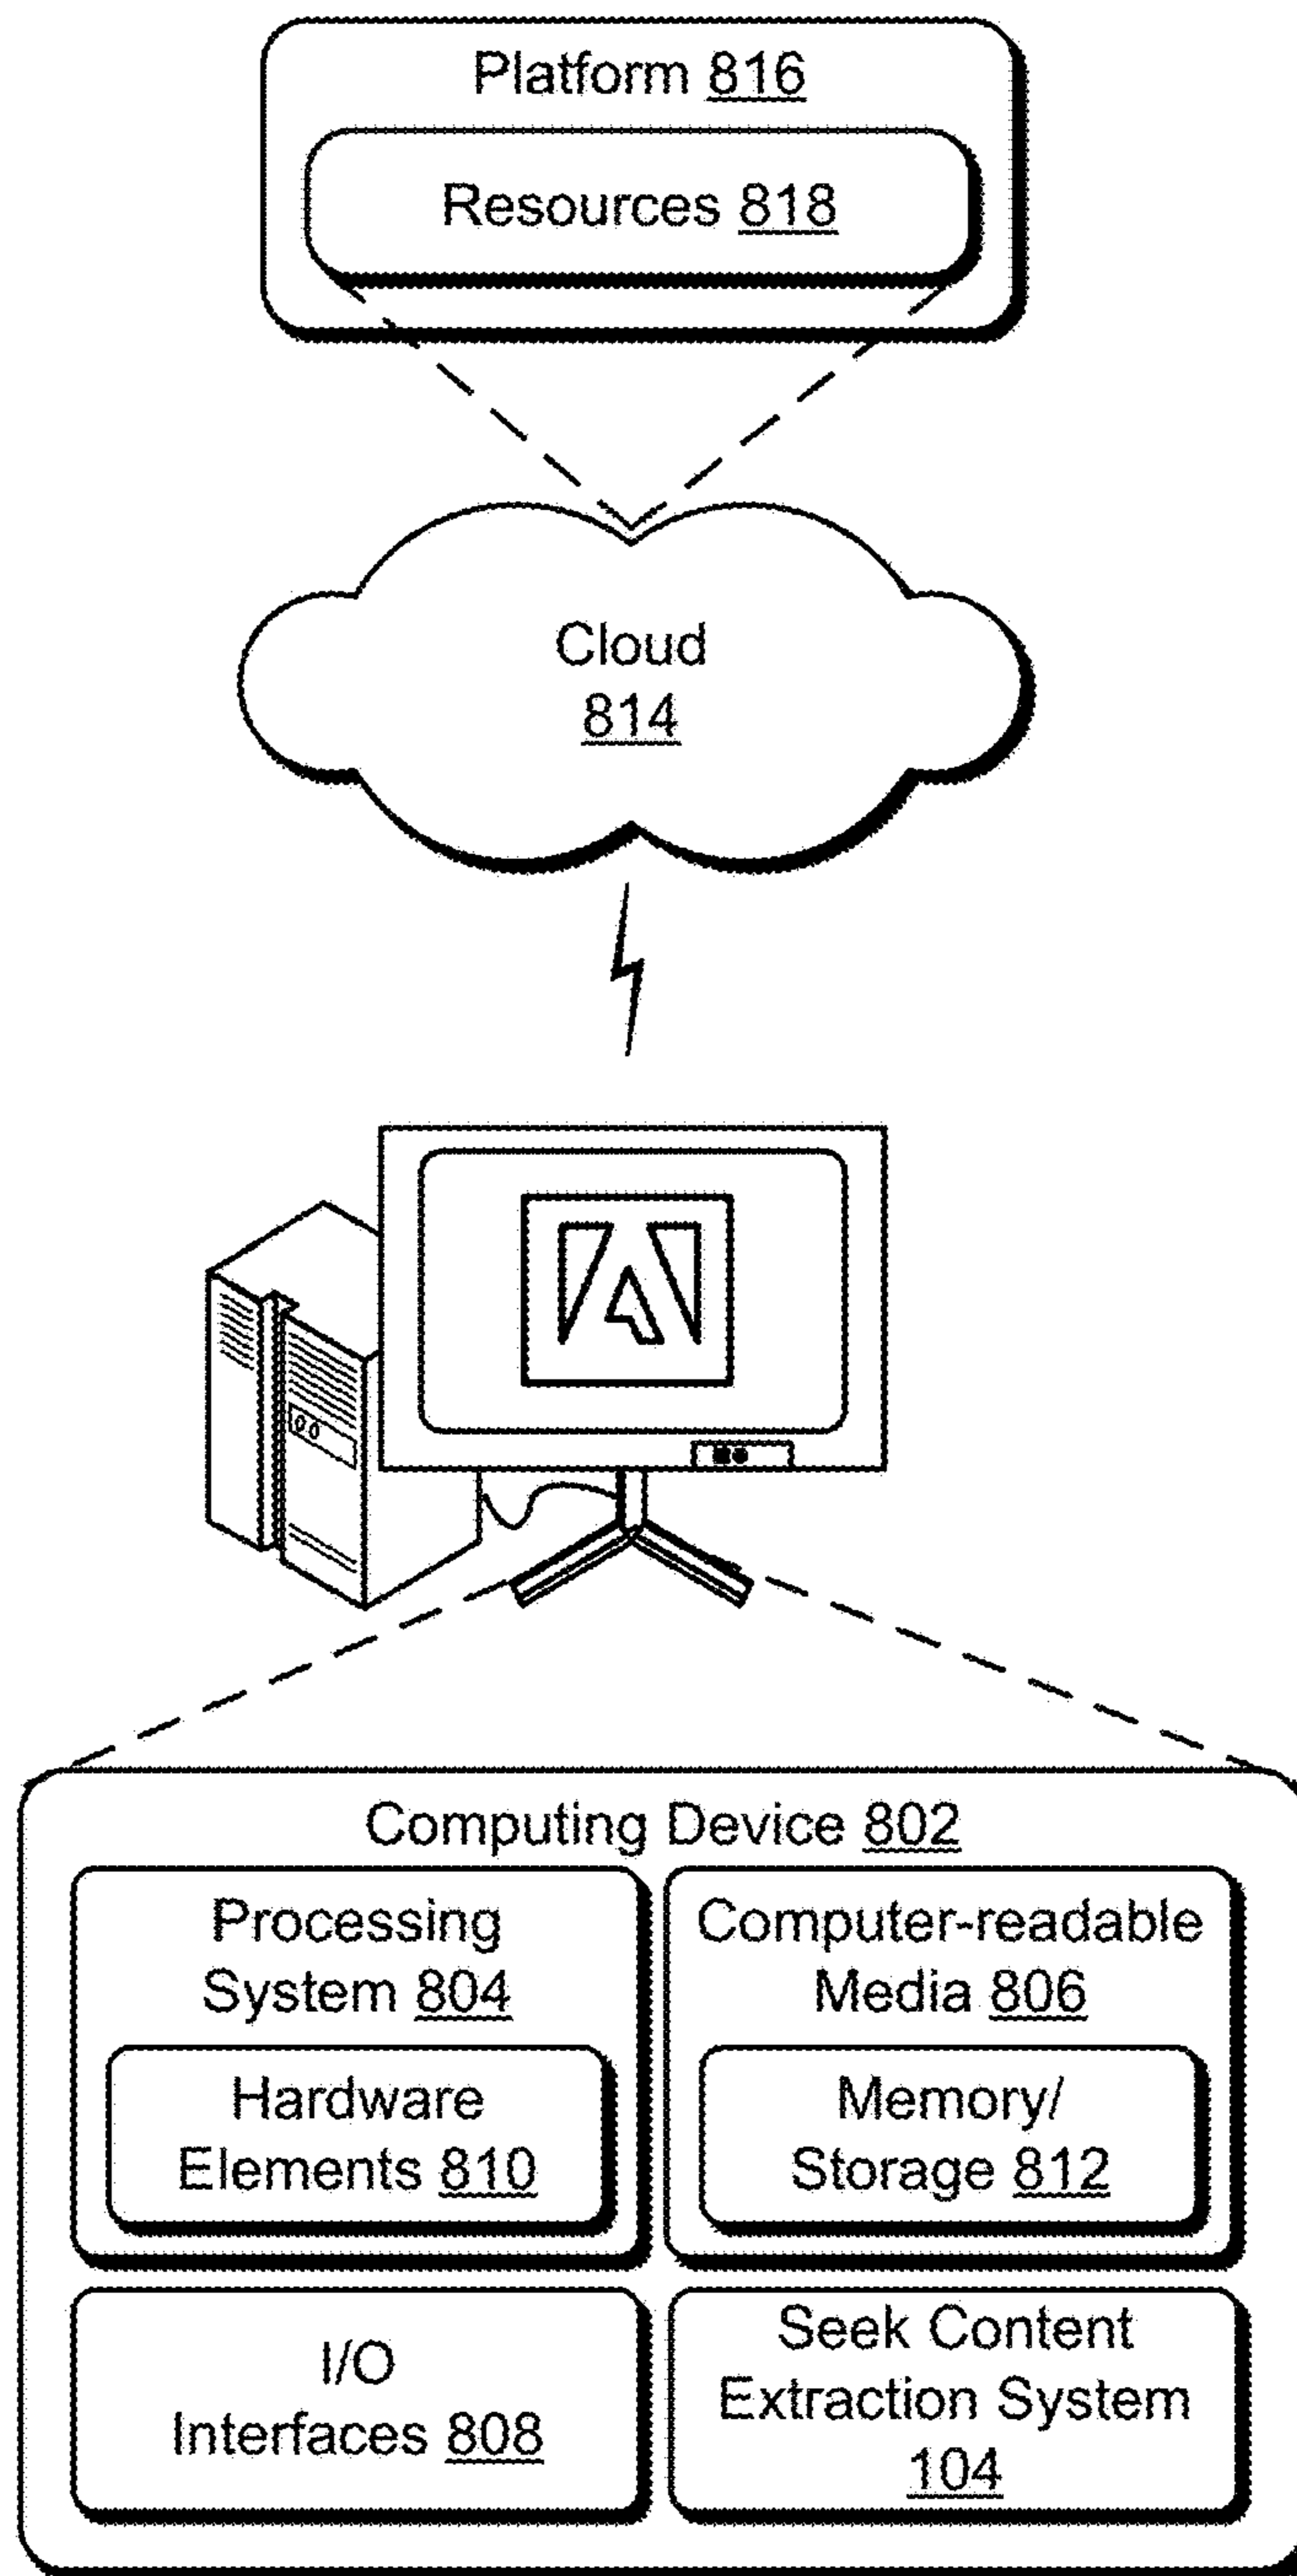 Platform 816
Resources 818
Cloud
814
Computing Device 802
Processing
System 804
Hardware
Elements 810
Computer-readable
Media 806
Memory/
Storage 812
I/O
Interfaces 808
Seek Content
Extraction System
104